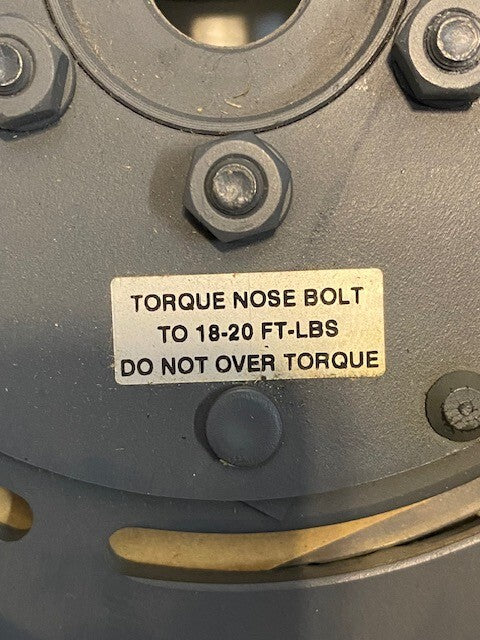 TORQUE NOSE BOLT
TO 18-20 FT-LBS
DO NOT OVER TORQUE